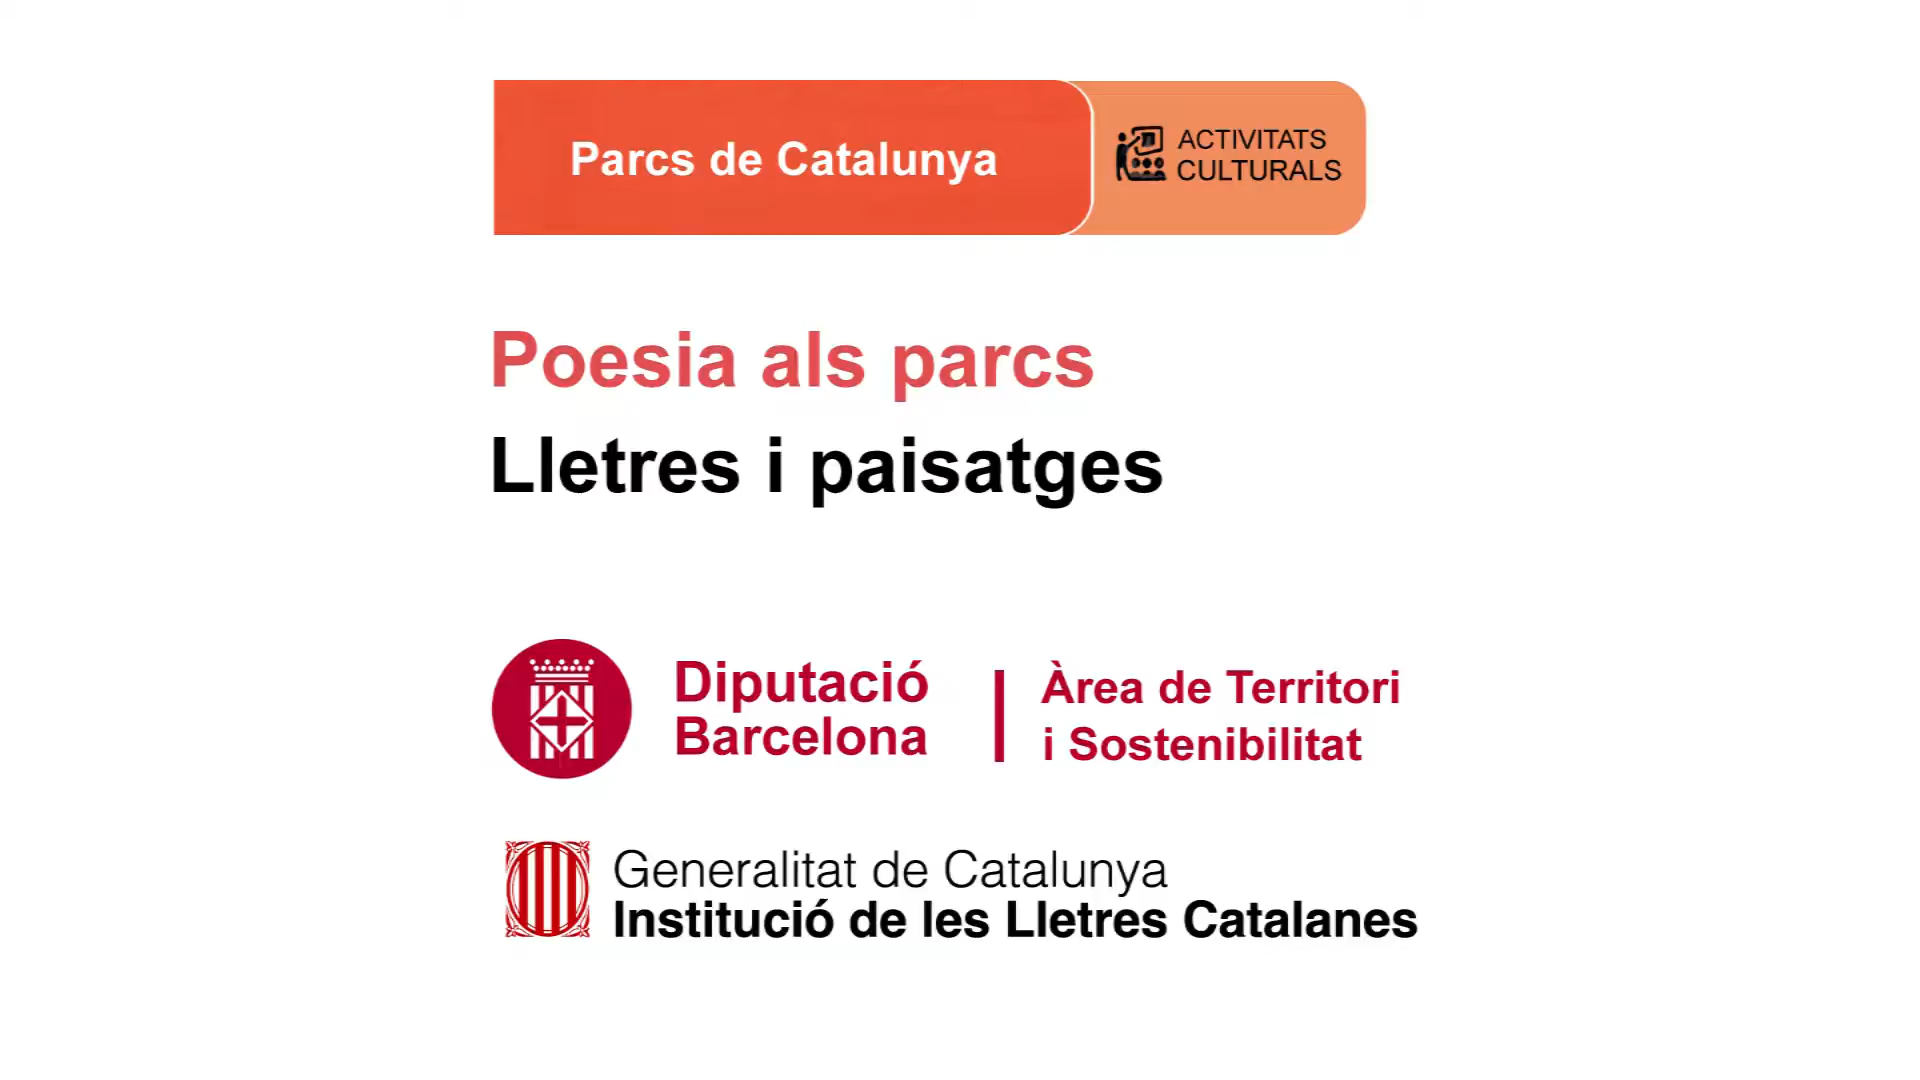 Parcs de Catalunya
ACTIVITATS
CULTURALS
Poesia als parcs
Lletres i paisatges
Diputació
Barcelona
Àrea de Territori
i Sostenibilitat
Generalitat de Catalunya
Institució de les Lletres Catalanes